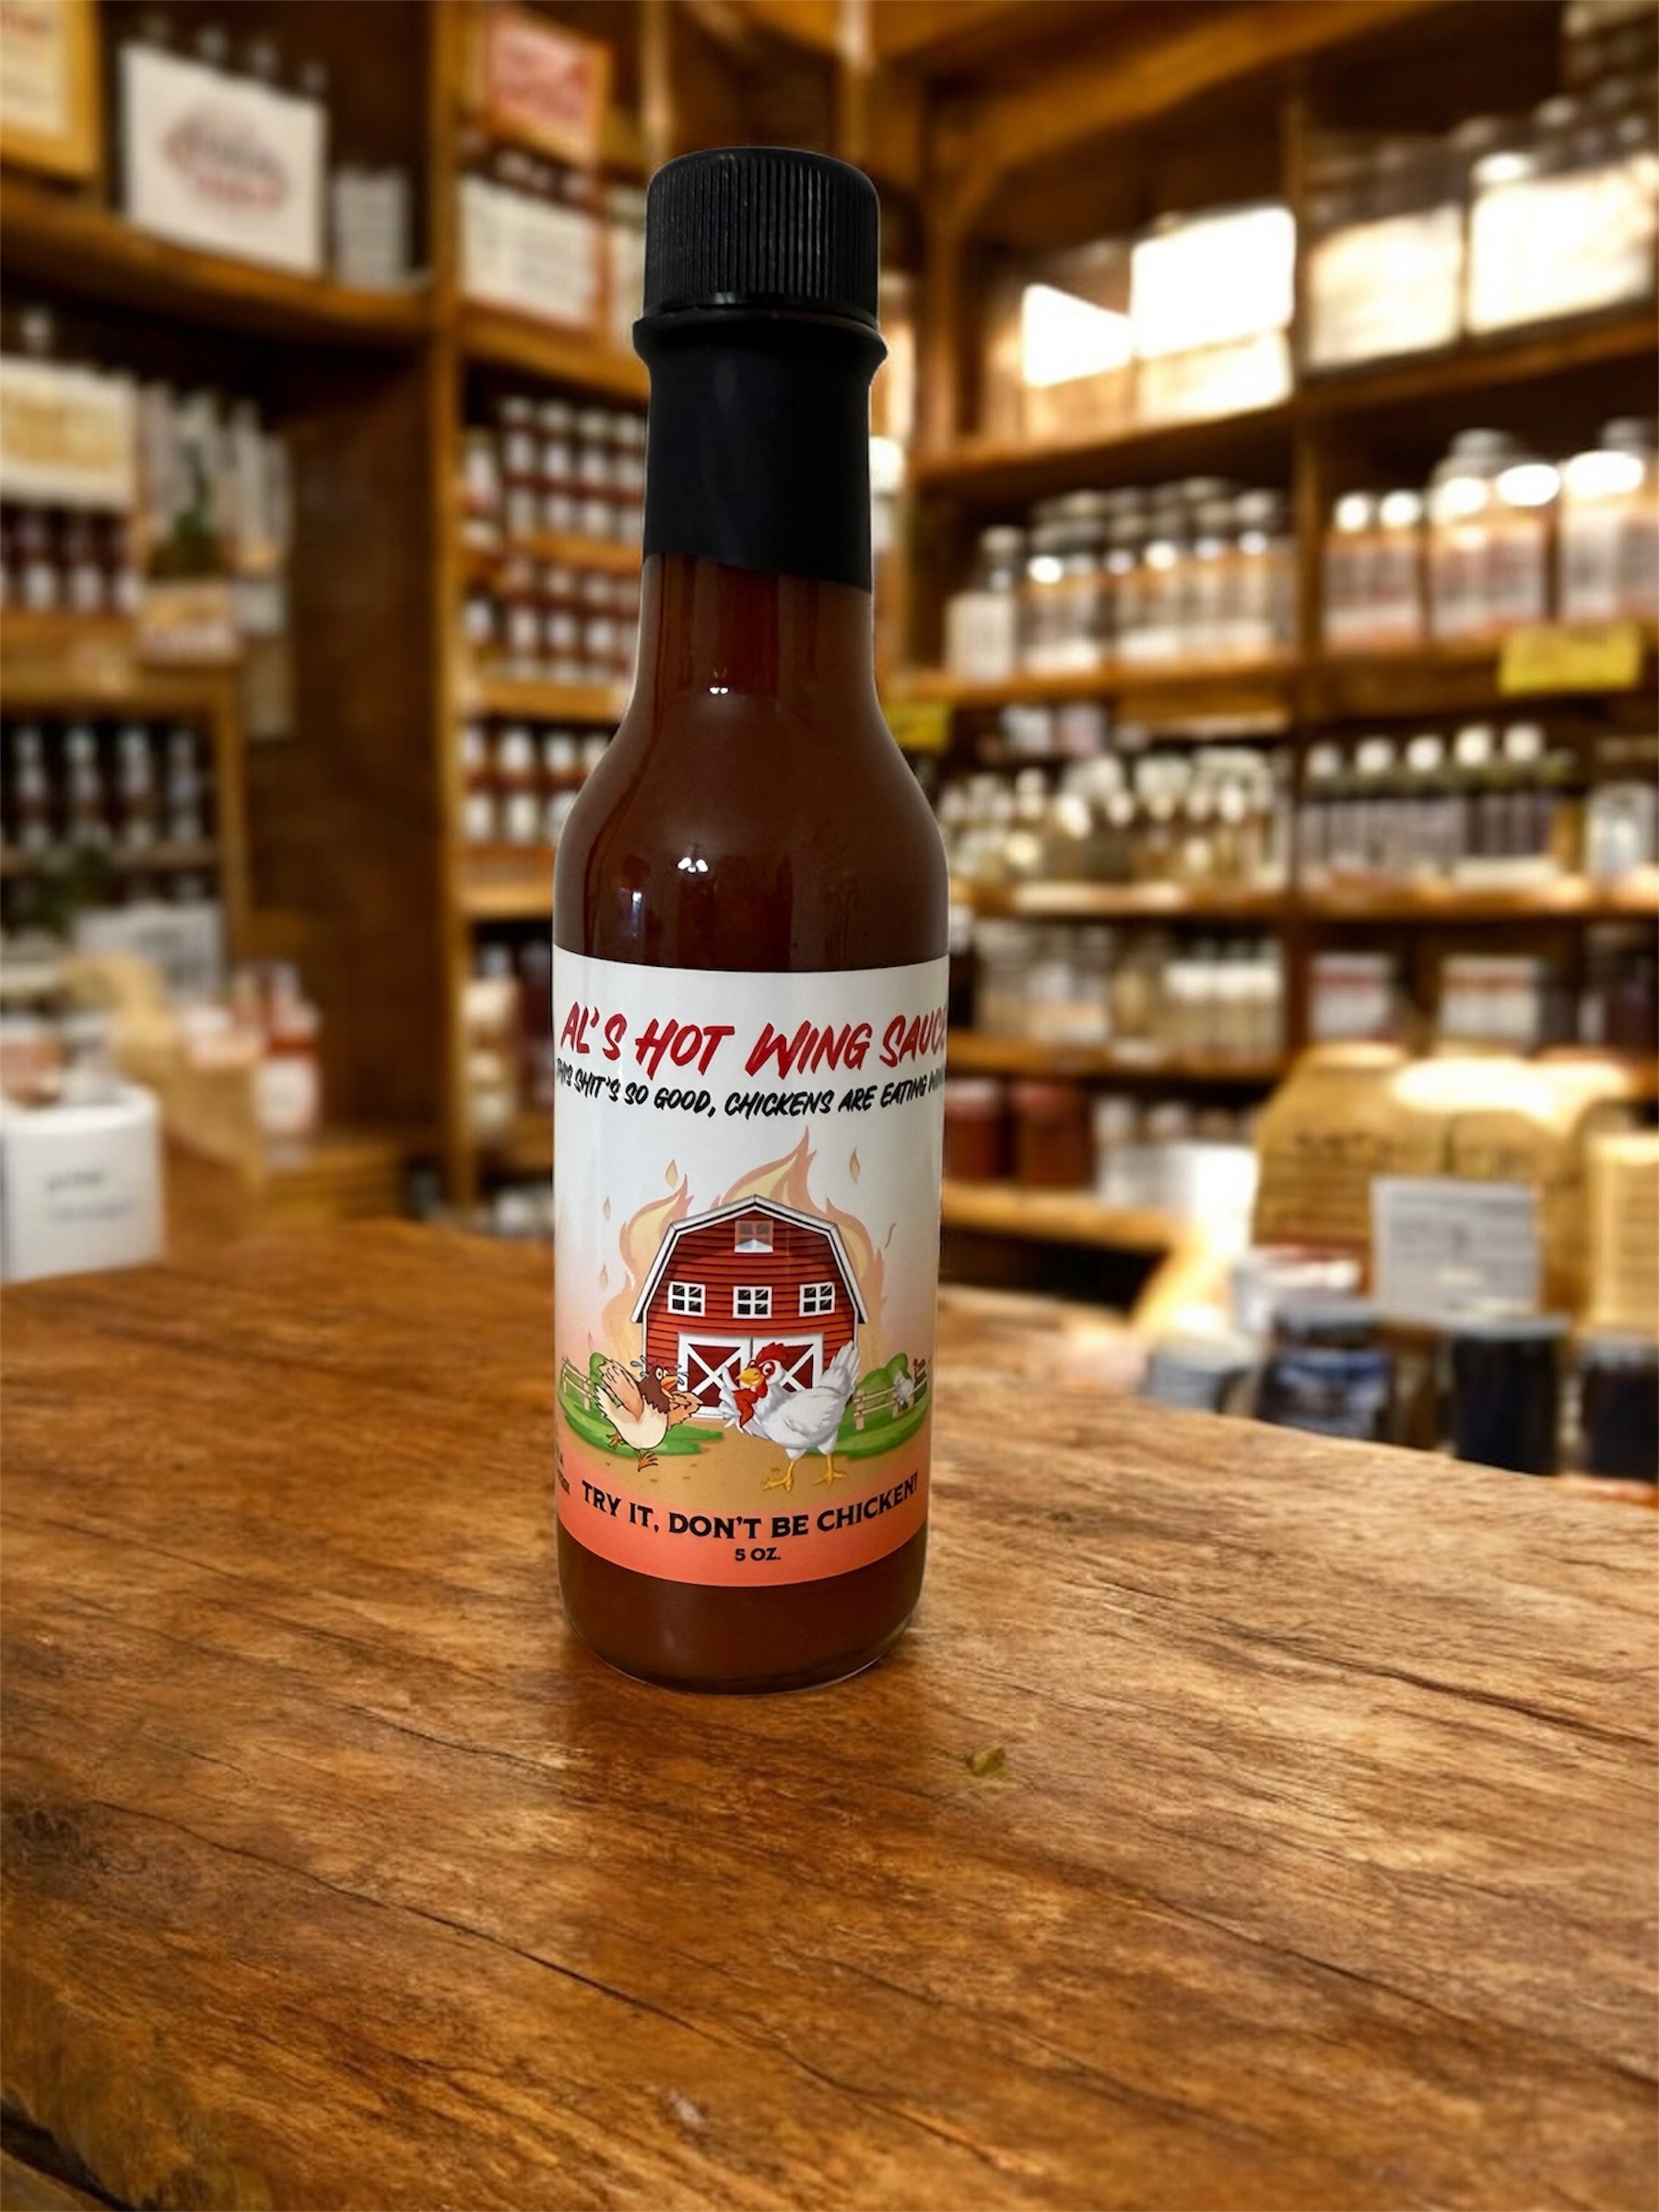 AL'S HOT WING SAUCE
THIS SHIT'S SO GOOD, CHICKENS ARE EATING
TRY IT, DON'T BE CHICKEN!
5 OZ.